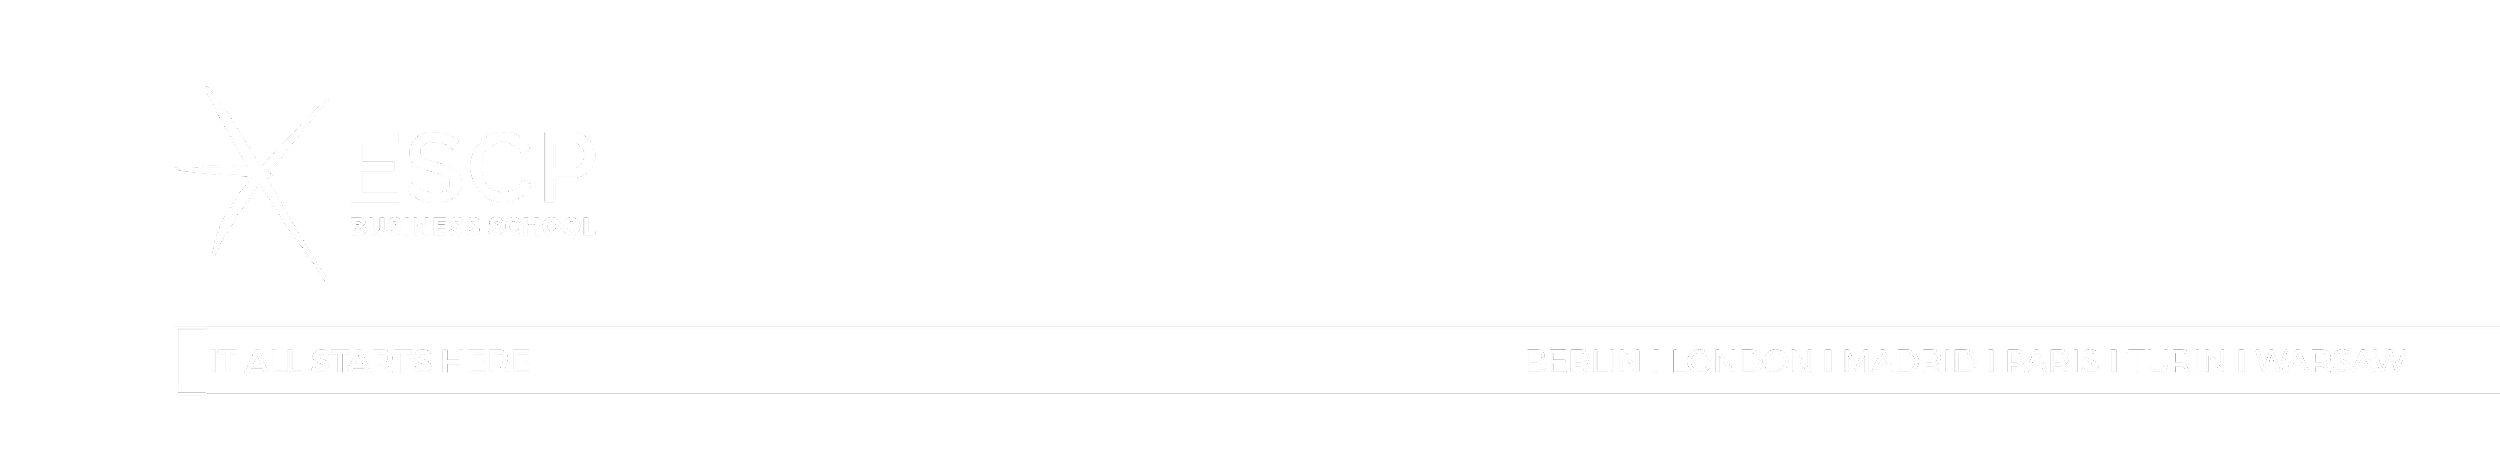 ESCP
BUSINESS SCHOOL
IT ALL STARTS HERE
BERLIN I LONDON I MADRID I PARIS I TURIN I WARSAW